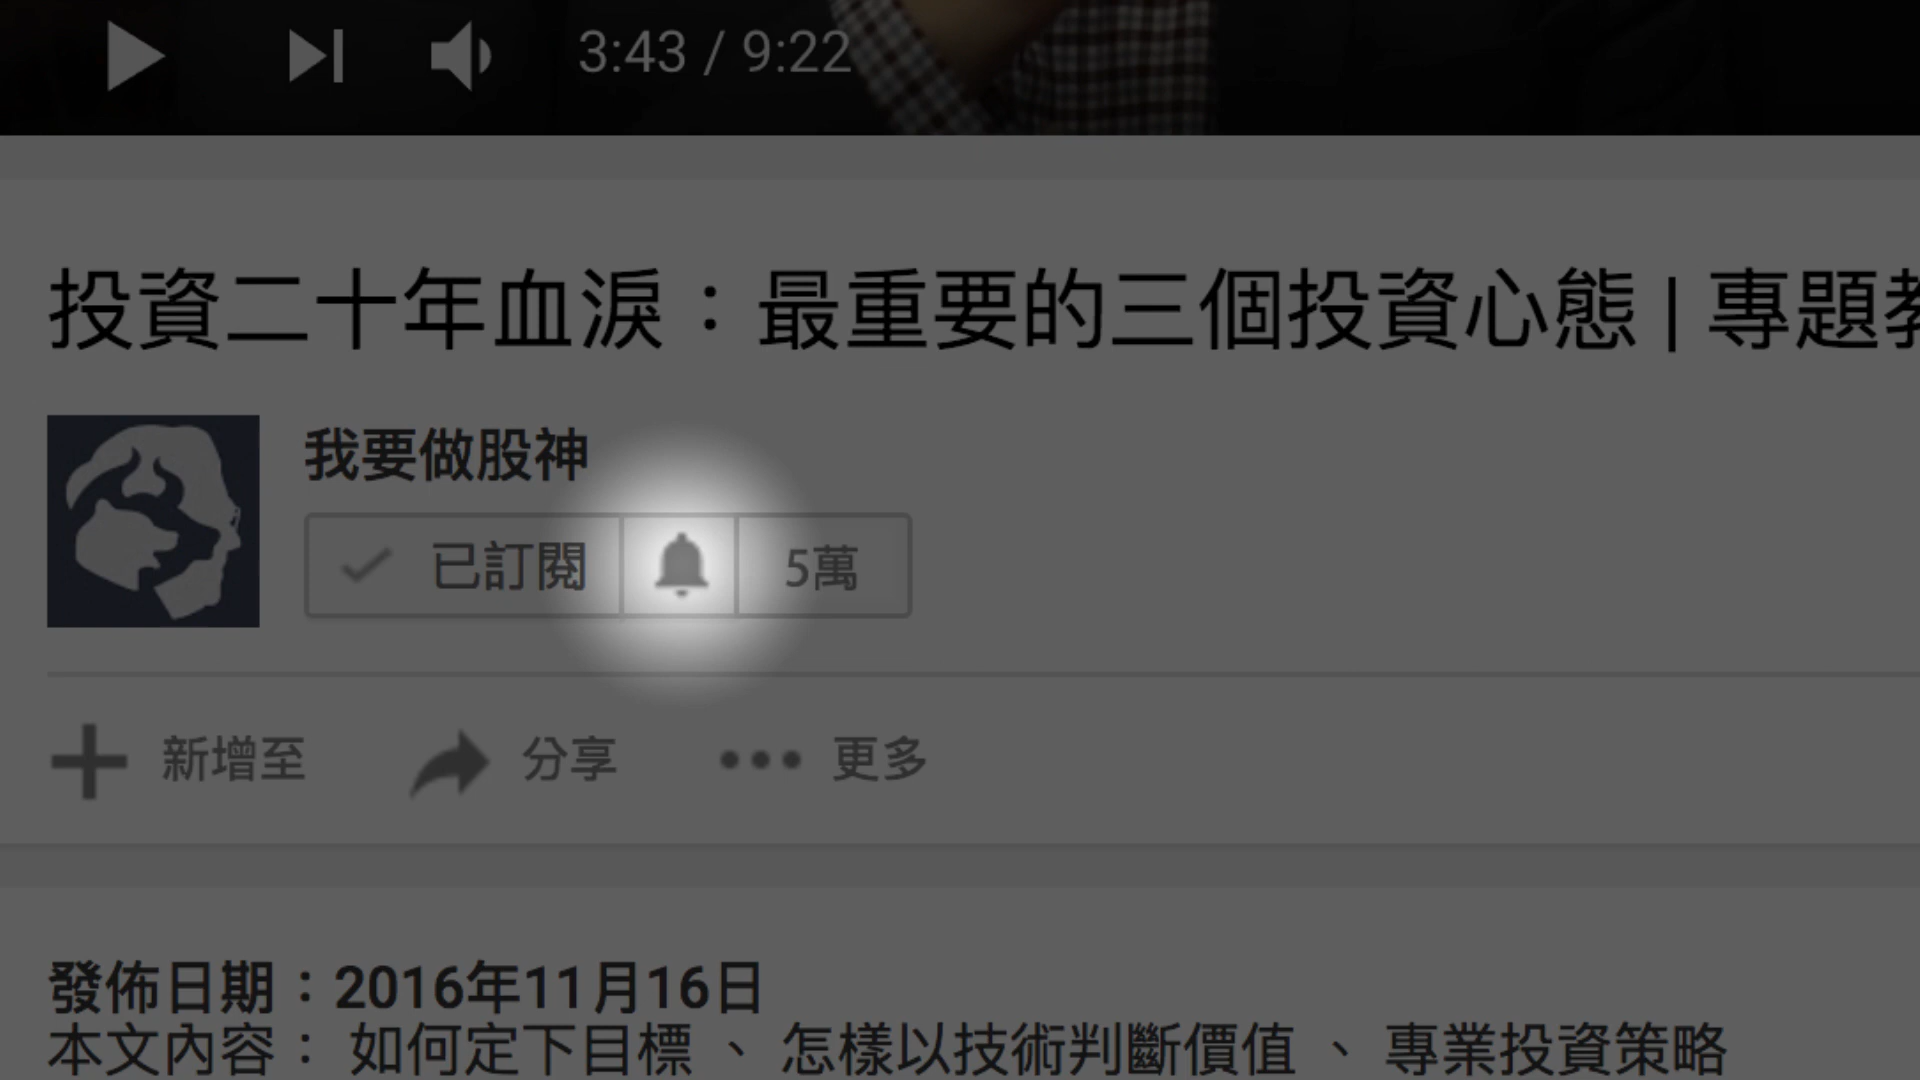 3:43 / 9:22
投資二十年血淚：最重要的三個投資心態 | 專題教
我要做股神
已訂閱 5萬
新增至 分享 更多
發佈日期：2016年11月16日
本文內容： 如何定下目標 、 怎樣以技術判斷價值 、 專業投資策略